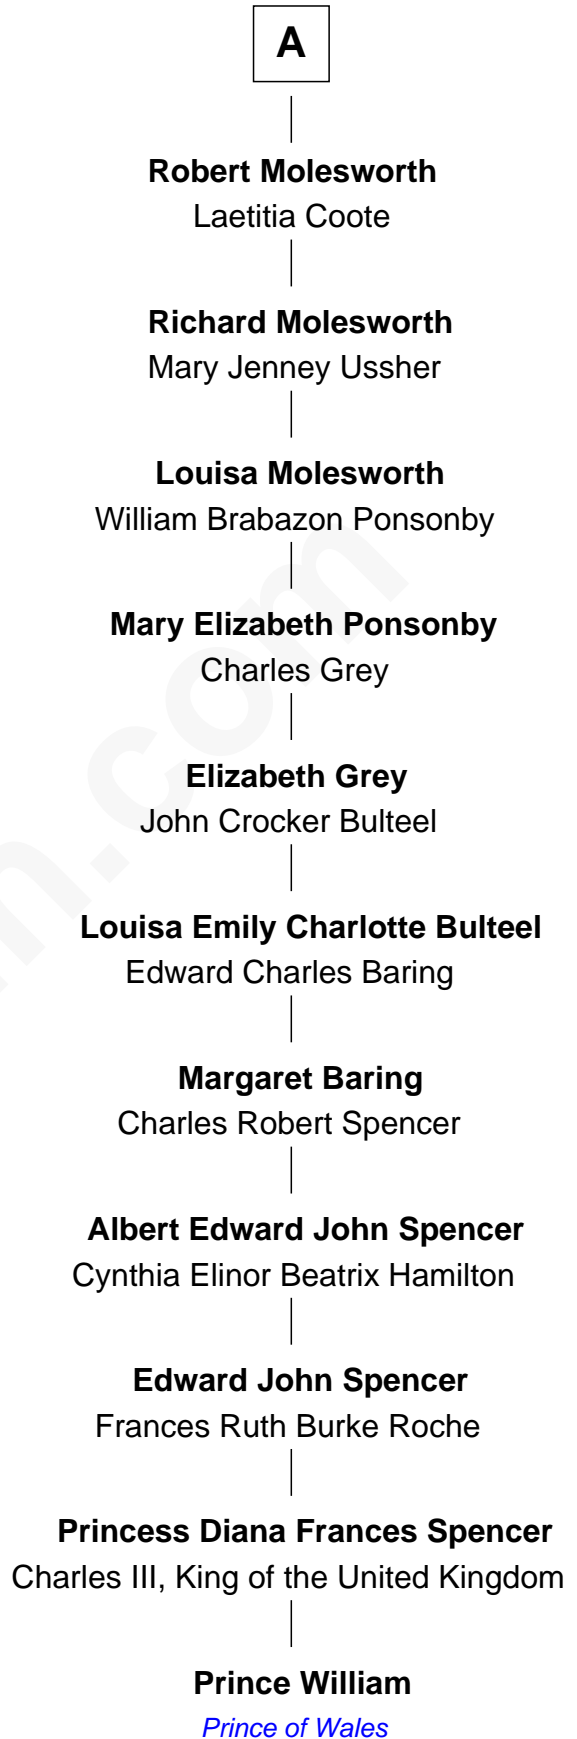 A
Robert Molesworth
Laetitia Coote
Richard Molesworth
Mary Jenney Ussher
Louisa Molesworth
William Brabazon Ponsonby
Mary Elizabeth Ponsonby
Charles Grey
Elizabeth Grey
John Crocker Bulteel
Louisa Emily Charlotte Bulteel
Edward Charles Baring
Margaret Baring
Charles Robert Spencer
Albert Edward John Spencer
Cynthia Elinor Beatrix Hamilton
Edward John Spencer
Frances Ruth Burke Roche
Princess Diana Frances Spencer
Charles III, King of the United Kingdom
Prince William
Prince of Wales